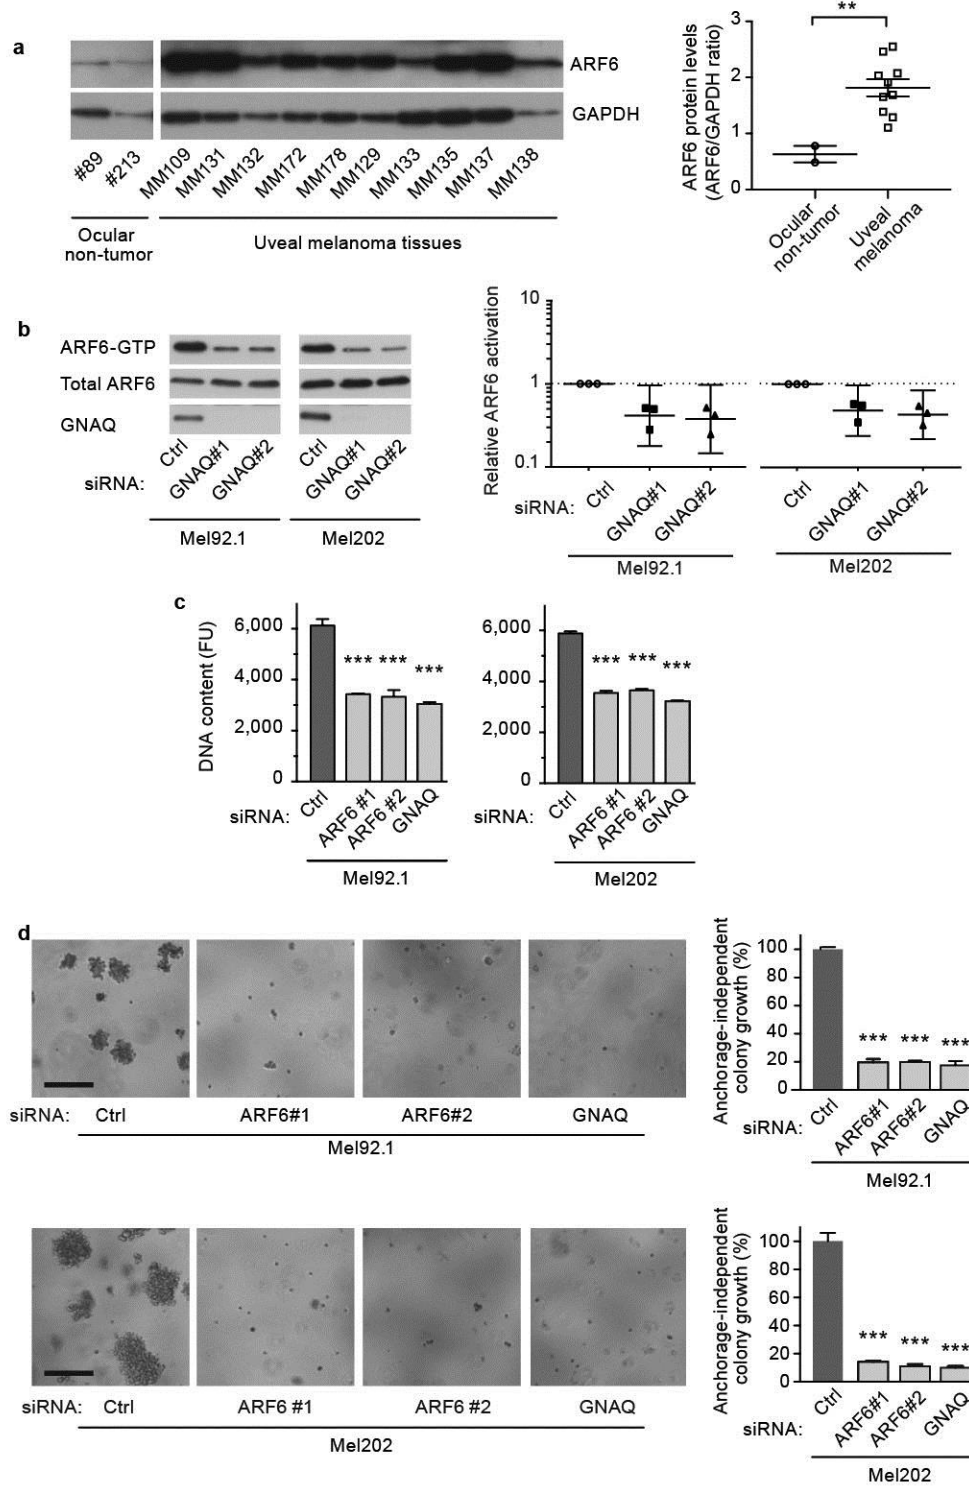 a
ARF6
GAPDH
#89
#213
MM109
MM131
MM132
MM172
MM178
MM129
MM133
MM135
MM137
MM138
Ocular
non-tumor
Uveal melanoma tissues
ARF6 protein levels
(ARF6/GAPDH ratio)
3
2
1
0
**
Ocular
non-tumor
Uveal
melanoma
b
ARF6-GTP
Total ARF6
GNAQ
siRNA:
Ctrl
GNAQ#1
GNAQ#2
Ctrl
GNAQ#1
GNAQ#2
Mel92.1
Mel202
Relative ARF6 activation
10
1
0.1
siRNA:
Ctrl
GNAQ#1
GNAQ#2
Ctrl
GNAQ#1
GNAQ#2
Mel92.1
Mel202
c
DNA content (FU)
6,000
4,000
2,000
0
*** *** ***
siRNA:
Ctrl
ARF6 #1
ARF6 #2
GNAQ
Mel92.1
6,000
4,000
2,000
0
*** *** ***
siRNA:
Ctrl
ARF6 #1
ARF6 #2
GNAQ
Mel202
d
siRNA: Ctrl ARF6#1 ARF6#2 GNAQ
Mel92.1
Anchorage-independent
colony growth (%)
100
80
60
40
20
0
*** *** ***
siRNA:
Ctrl
ARF6#1
ARF6#2
GNAQ
Mel92.1
siRNA: Ctrl ARF6 #1 ARF6 #2 GNAQ
Mel202
Anchorage-independent
colony growth (%)
100
80
60
40
20
0
*** *** ***
siRNA:
Ctrl
ARF6#1
ARF6#2
GNAQ
Mel202